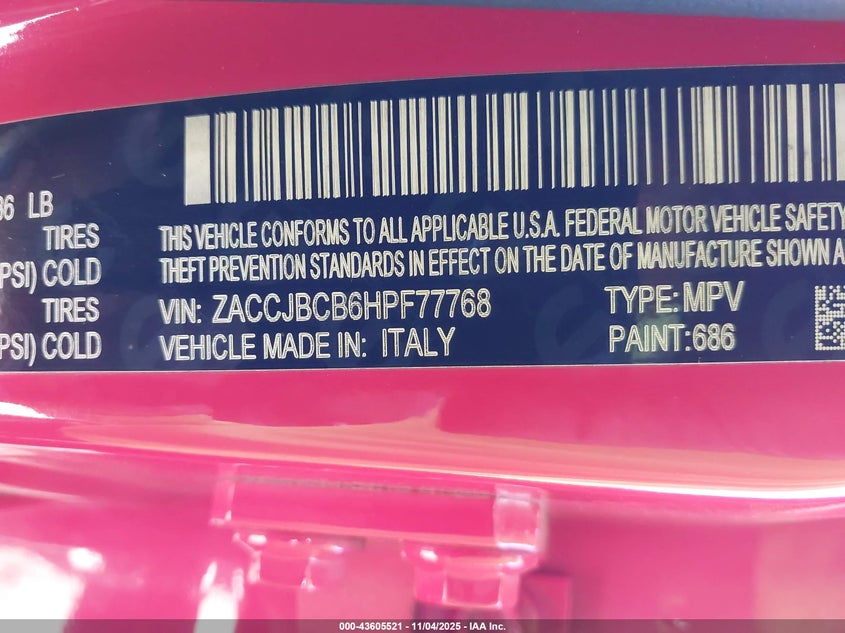 36 LB
TIRES
PSI) COLD
TIRES
PSI) COLD
THIS VEHICLE CONFORMS TO ALL APPLICABLE U.S.A. FEDERAL MOTOR VEHICLE SAFETY
THEFT PREVENTION STANDARDS IN EFFECT ON THE DATE OF MANUFACTURE SHOWN A
VIN: ZACCJBCB6HPF77768 TYPE: MPV
VEHICLE MADE IN: ITALY PAINT:686
000-43605521 - 11/04/2025 - IAA Inc.